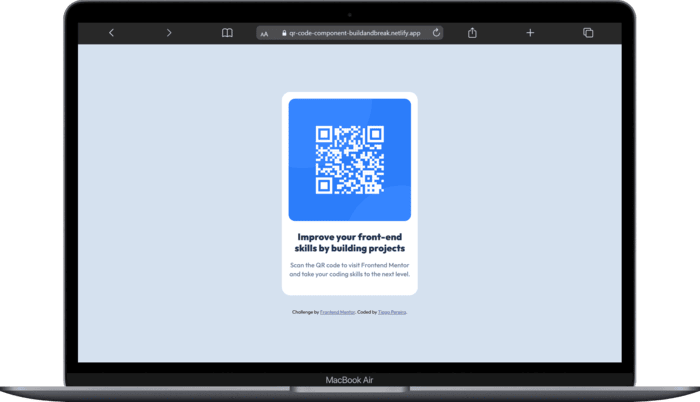 AA qr-code-component-buildandbreak.netlify.app
Improve your front-end
skills by building projects
Scan the QR code to visit Frontend Mentor
and take your coding skills to the next level.
Challenge by Frontend Mentor. Coded by Tiago Pereira.
MacBook Air